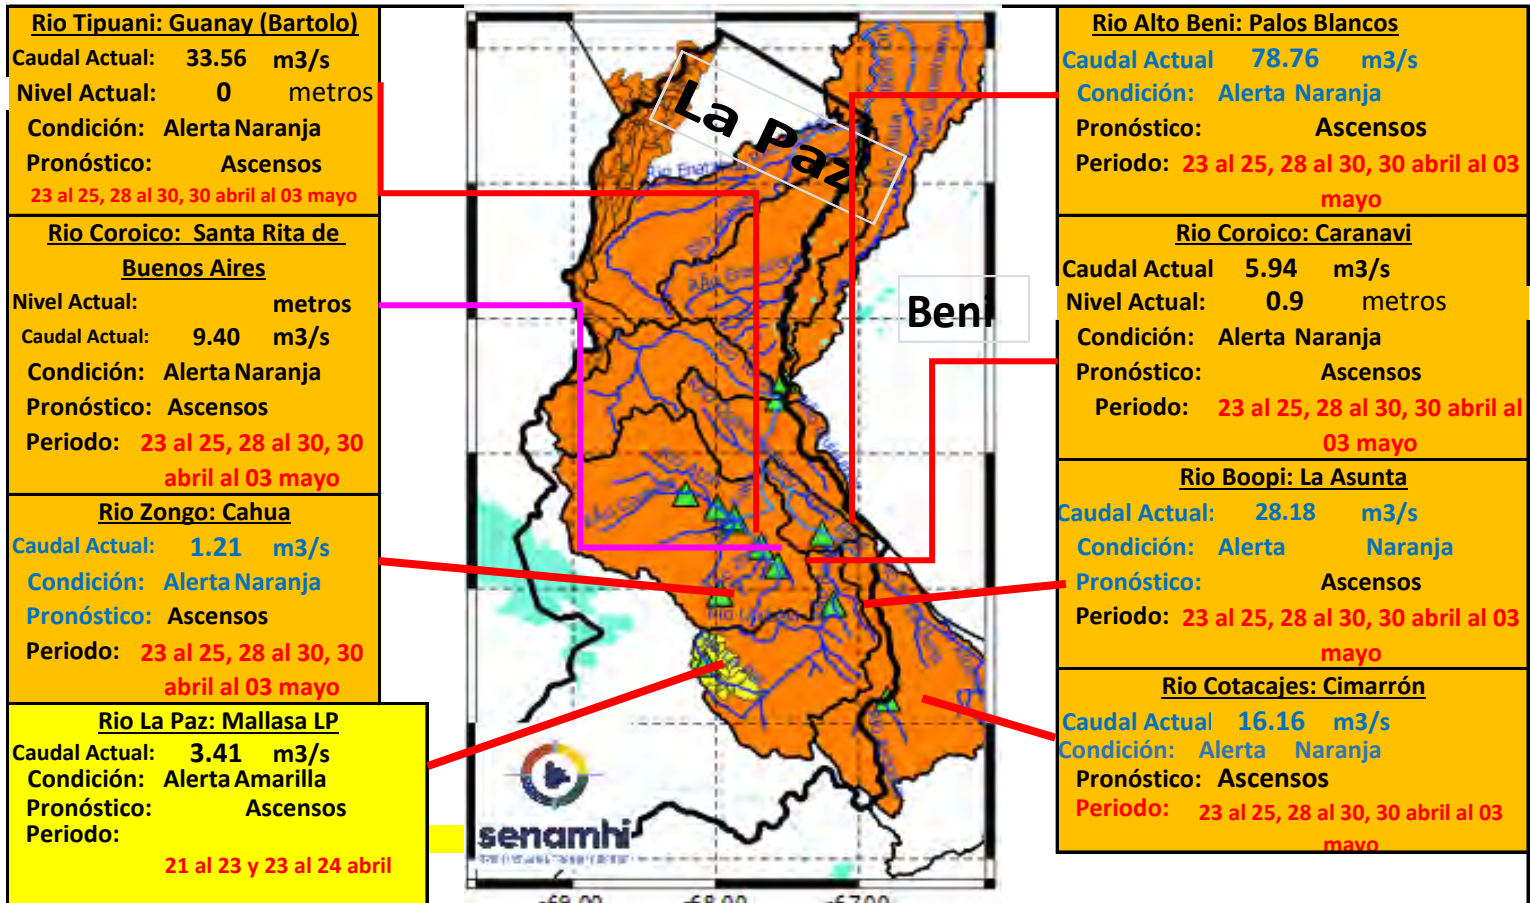 Rio Tipuani: Guanay (Bartolo)
Caudal Actual: 33.56 m3/s
Nivel Actual: 0 metros
Condición: Alerta Naranja
Pronóstico: Ascensos
23 al 25, 28 al 30, 30 abril al 03 mayo
Rio Coroico: Santa Rita de
Buenos Aires
Nivel Actual: metros
Caudal Actual: 9.40 m3/s
Condición: Alerta Naranja
Pronóstico: Ascensos
Periodo: 23 al 25, 28 al 30, 30
abril al 03 mayo
Rio Zongo: Cahua
Caudal Actual: 1.21 m3/s
Condición: Alerta Naranja
Pronóstico: Ascensos
Periodo: 23 al 25, 28 al 30, 30
abril al 03 mayo
Rio La Paz: Mallasa LP
Caudal Actual: 3.41 m3/s
Condición: Alerta Amarilla
Pronóstico: Ascensos
Periodo:
21 al 23 y 23 al 24 abril
La Paz
Beni
senamhi
-69.00 -68.00 -67.00
Rio Alto Beni: Palos Blancos
Caudal Actual 78.76 m3/s
Condición: Alerta Naranja
Pronóstico: Ascensos
Periodo: 23 al 25, 28 al 30, 30 abril al 03
mayo
Rio Coroico: Caranavi
Caudal Actual 5.94 m3/s
Nivel Actual: 0.9 metros
Condición: Alerta Naranja
Pronóstico: Ascensos
Periodo: 23 al 25, 28 al 30, 30 abril al
03 mayo
Rio Boopi: La Asunta
Caudal Actual: 28.18 m3/s
Condición: Alerta Naranja
Pronóstico: Ascensos
Periodo: 23 al 25, 28 al 30, 30 abril al 03
mayo
Rio Cotacajes: Cimarrón
Caudal Actual 16.16 m3/s
Condición: Alerta Naranja
Pronóstico: Ascensos
Periodo: 23 al 25, 28 al 30, 30 abril al 03
mayo